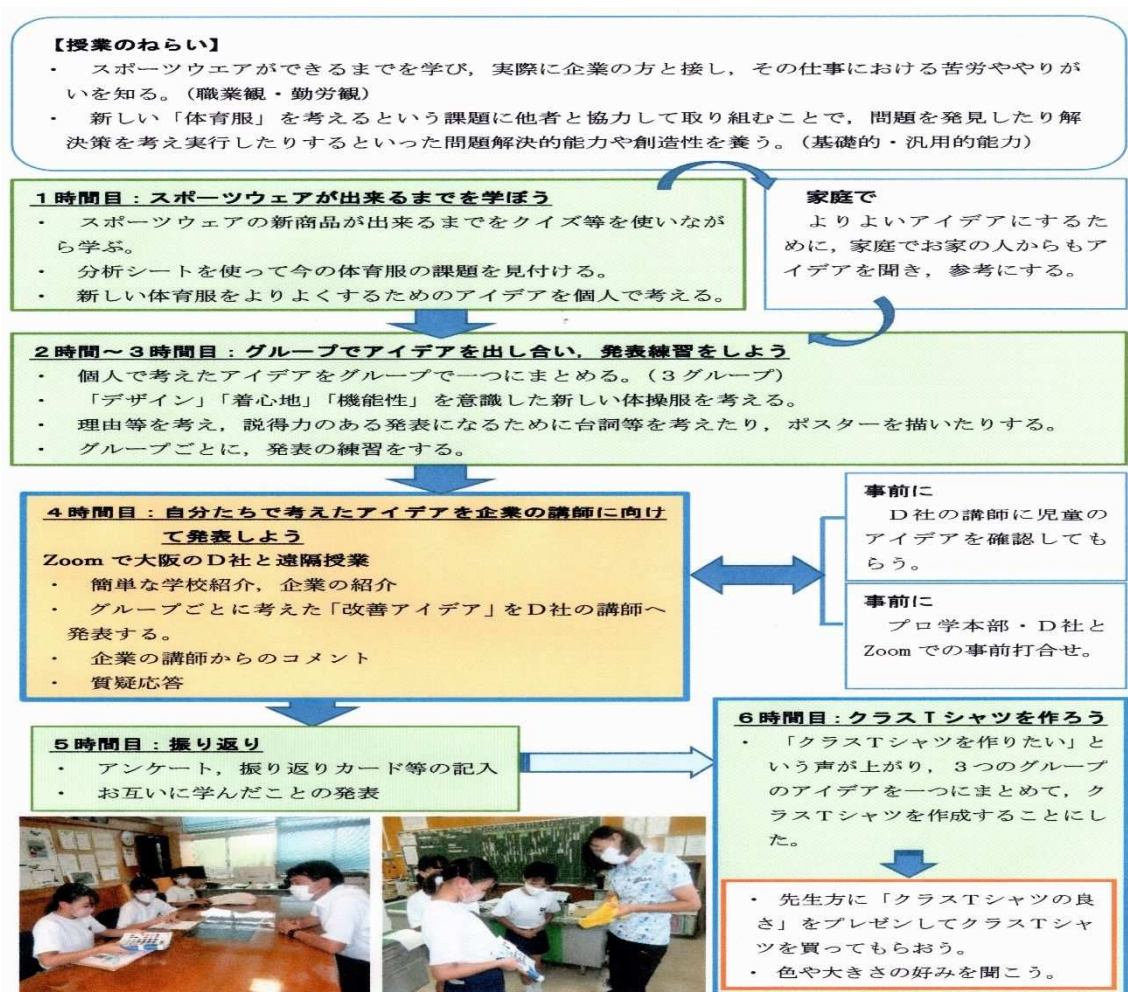 【授業のねらい】
・ スポーツウエアができるまでを学び，実際に企業の方と接し，その仕事における苦労ややりが
いを知る。（職業観・勤労観）
・ 新しい「体育服」を考えるという課題に他者と協力して取り組むことで，問題を発見したり解
決策を考え実行したりするといった問題解決的能力や創造性を養う。（基礎的・汎用的能力）
１時間目：スポーツウェアが出来るまでを学ぼう
・ スポーツウェアの新商品が出来るまでをクイズ等を使いなが
ら学ぶ。
・ 分析シートを使って今の体育服の課題を見付ける。
・ 新しい体育服をよりよくするためのアイデアを個人で考える。
家庭で
よりよいアイデアにするた
めに，家庭でお家の人からもア
イデアを聞き，参考にする。
２時間～３時間目：グループでアイデアを出し合い，発表練習をしよう
・ 個人で考えたアイデアをグループで一つにまとめる。（３グループ）
・ 「デザイン」「着心地」「機能性」を意識した新しい体操服を考える。
・ 理由等を考え，説得力のある発表になるために台詞等を考えたり，ポスターを描いたりする。
・ グループごとに，発表の練習をする。
４時間目：自分たちで考えたアイデアを企業の講師に向け
て発表しよう
Zoomで大阪のＤ社と遠隔授業
・ 簡単な学校紹介，企業の紹介
・ グループごとに考えた「改善アイデア」をＤ社の講師へ
発表する。
・ 企業の講師からのコメント
・ 質疑応答
事前に
Ｄ社の講師に児童の
アイデアを確認しても
らう。
事前に
プロ学本部・Ｄ社と
Zoomでの事前打合せ。
５時間目：振り返り
・ アンケート，振り返りカード等の記入
・ お互いに学んだことの発表
６時間目：クラスＴシャツを作ろう
・ 「クラスＴシャツを作りたい」と
いう声が上がり，３つのグループ
のアイデアを一つにまとめて，ク
ラスＴシャツを作成することにし
た。
・ 先生方に「クラスＴシャツの良
さ」をプレゼンしてクラスＴシャ
ツを買ってもらおう。
・ 色や大きさの好みを聞こう。